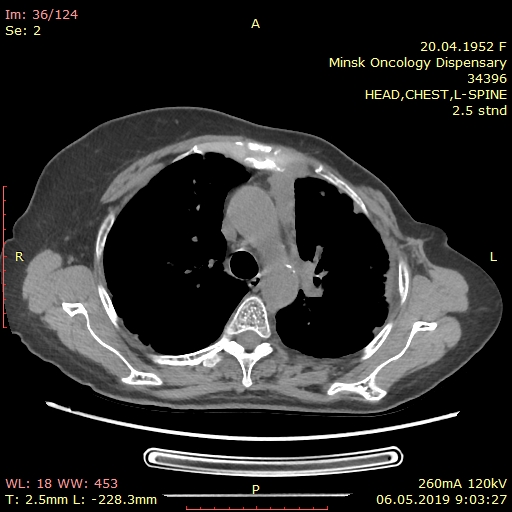 Im: 36/124
Se: 2
A
20.04.1952 F
Minsk Oncology Dispensary
34396
HEAD,CHEST,L-SPINE
2.5 stnd
R
L
WL: 18 WW: 453
T: 2.5mm L: -228.3mm
P
260mA 120kV
06.05.2019 9:03:27